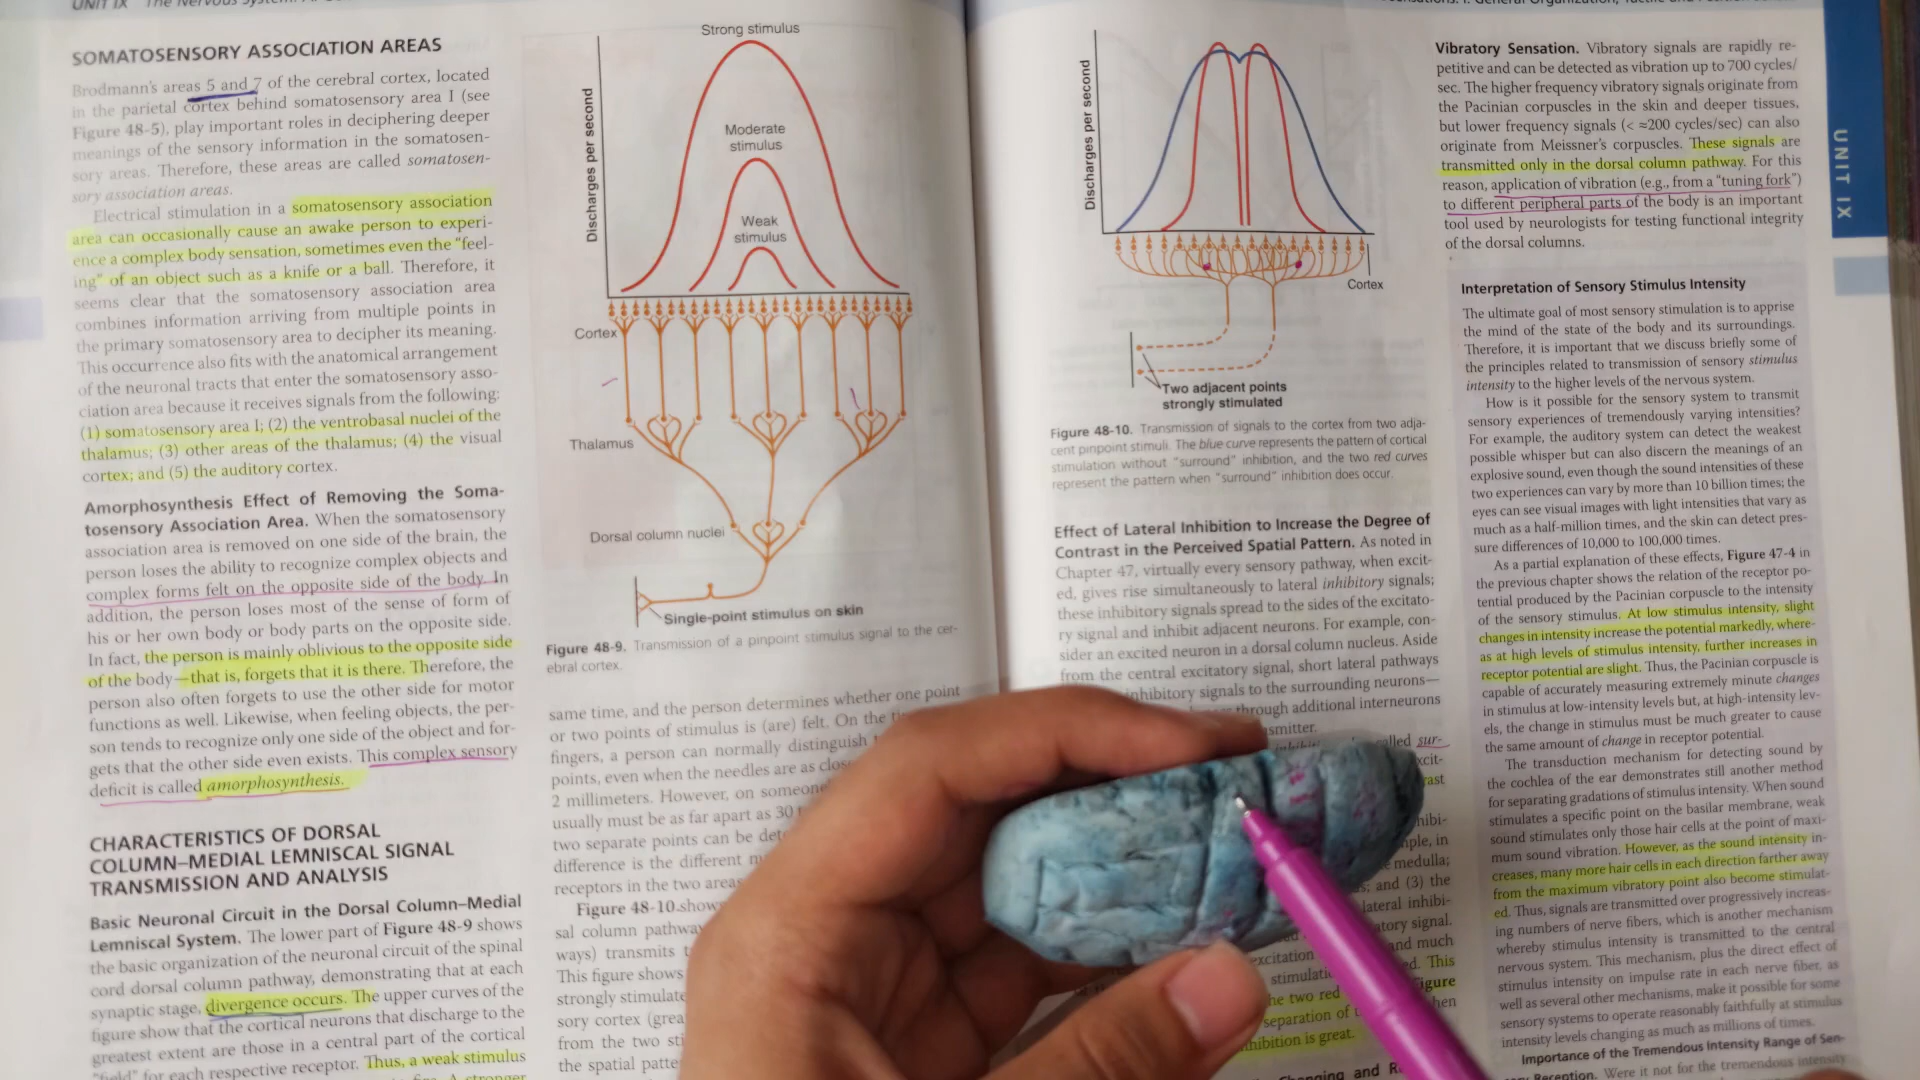 UNIT IX The Nervous System:
SOMATOSENSORY ASSOCIATION AREAS
Brodmann's areas 5 and 7 of the cerebral cortex, located
in the parietal cortex behind somatosensory area I (see
Figure 48-5), play important roles in deciphering deeper
meanings of the sensory information in the somatosen-
sory areas. Therefore, these areas are called somatosen-
sory association areas.
Electrical stimulation in a somatosensory association
area can occasionally cause an awake person to experi-
ence a complex body sensation, sometimes even the "feel-
ing" of an object such as a knife or a ball. Therefore, it
seems clear that the somatosensory association area
combines information arriving from multiple points in
the primary somatosensory area to decipher its meaning.
This occurrence also fits with the anatomical arrangement
of the neuronal tracts that enter the somatosensory asso-
ciation area because it receives signals from the following:
(1) somatosensory area I; (2) the ventrobasal nuclei of the
thalamus; (3) other areas of the thalamus; (4) the visual
cortex; and (5) the auditory cortex.
Amorphosynthesis Effect of Removing the Soma-
tosensory Association Area. When the somatosensory
association area is removed on one side of the brain, the
person loses the ability to recognize complex objects and
complex forms felt on the opposite side of the body. In
addition, the person loses most of the sense of form of
his or her own body or body parts on the opposite side.
In fact, the person is mainly oblivious to the opposite side
of the body—that is, forgets that it is there. Therefore, the
person also often forgets to use the other side for motor
functions as well. Likewise, when feeling objects, the per-
son tends to recognize only one side of the object and for-
gets that the other side even exists. This complex sensory
deficit is called amorphosynthesis.
CHARACTERISTICS OF DORSAL
COLUMN–MEDIAL LEMNISCAL SIGNAL
TRANSMISSION AND ANALYSIS
Basic Neuronal Circuit in the Dorsal Column–Medial
Lemniscal System. The lower part of Figure 48-9 shows
the basic organization of the neuronal circuit of the spinal
cord dorsal column pathway, demonstrating that at each
synaptic stage, divergence occurs. The upper curves of the
figure show that the cortical neurons that discharge to the
greatest extent are those in a central part of the cortical
"field" for each respective receptor. Thus, a weak stimulus
Strong stimulus
Moderate
stimulus
Weak
stimulus
Discharges per second
Cortex
Thalamus
Dorsal column nuclei
Single-point stimulus on skin
Figure 48-9. Transmission of a pinpoint stimulus signal to the cer-
ebral cortex.
same time, and the person determines whether one point
or two points of stimulus is (are) felt. On the
fingers, a person can normally distinguish
points, even when the needles are as close
2 millimeters. However, on someone
usually must be as far apart as 30
two separate points can be
difference is the different
receptors in the two areas
Figure 48-10 shows
sal column pathway
ways) transmits
This figure shows
strongly
sory cortex
from the two
the spatial
Discharges per second
Cortex
Two adjacent points
strongly stimulated
Figure 48-10. Transmission of signals to the cortex from two adja-
cent pinpoint stimuli. The blue curve represents the pattern of cortical
stimulation without "surround" inhibition, and the two red curves
represent the pattern when "surround" inhibition does occur.
Effect of Lateral Inhibition to Increase the Degree of
Contrast in the Perceived Spatial Pattern. As noted in
Chapter 47, virtually every sensory pathway, when excit-
ed, gives rise simultaneously to lateral inhibitory signals;
these inhibitory signals spread to the sides of the excitato-
ry signal and inhibit adjacent neurons. For example, con-
sider an excited neuron in a dorsal column nucleus. Aside
from the central excitatory signal, short lateral pathways
inhibitory signals to the surrounding neurons—
through additional interneurons
called sur-
medulla;
and (3) the
lateral inhibi-
signal.
excitation and much
This
the two red Figure
separation of
inhibition is great.
Vibratory Sensation. Vibratory signals are rapidly re-
petitive and can be detected as vibration up to 700 cycles/
sec. The higher frequency vibratory signals originate from
the Pacinian corpuscles in the skin and deeper tissues,
but lower frequency signals (< ≈200 cycles/sec) can also
originate from Meissner's corpuscles. These signals are
transmitted only in the dorsal column pathway. For this
reason, application of vibration (e.g., from a "tuning fork")
to different peripheral parts of the body is an important
tool used by neurologists for testing functional integrity
of the dorsal columns.
Interpretation of Sensory Stimulus Intensity
The ultimate goal of most sensory stimulation is to apprise
the mind of the state of the body and its surroundings.
Therefore, it is important that we discuss briefly some of
the principles related to transmission of sensory stimulus
intensity to the higher levels of the nervous system.
How is it possible for the sensory system to transmit
sensory experiences of tremendously varying intensities?
For example, the auditory system can detect the weakest
possible whisper but can also discern the meanings of an
explosive sound, even though the sound intensities of these
two experiences can vary by more than 10 billion times; the
eyes can see visual images with light intensities that vary as
much as a half-million times, and the skin can detect pres-
sure differences of 10,000 to 100,000 times.
As a partial explanation of these effects, Figure 47-4 in
the previous chapter shows the relation of the receptor po-
tential produced by the Pacinian corpuscle to the intensity
of the sensory stimulus. At low stimulus intensity, slight
changes in intensity increase the potential markedly, where-
as at high levels of stimulus intensity, further increases in
receptor potential are slight. Thus, the Pacinian corpuscle is
capable of accurately measuring extremely minute changes
in stimulus at low-intensity levels but, at high-intensity lev-
els, the change in stimulus must be much greater to cause
the same amount of change in receptor potential.
The transduction mechanism for detecting sound by
the cochlea of the ear demonstrates still another method
for separating gradations of stimulus intensity. When sound
stimulates a specific point on the basilar membrane, weak
sound stimulates only those hair cells at the point of maxi-
mum sound vibration. However, as the sound intensity in-
creases, many more hair cells in each direction farther away
from the maximum vibratory point also become stimulat-
ed. Thus, signals are transmitted over progressively increas-
ing numbers of nerve fibers, which is another mechanism
whereby stimulus intensity is transmitted to the central
nervous system. This mechanism, plus the direct effect of
stimulus intensity on impulse rate in each nerve fiber, as
well as several other mechanisms, make it possible for some
sensory systems to operate reasonably faithfully at stimulus
intensity levels changing as much as millions of times.
Importance of the Tremendous Intensity Range of Sen-
sory Reception. Were it not for the tremendous intensity
UNIT IX